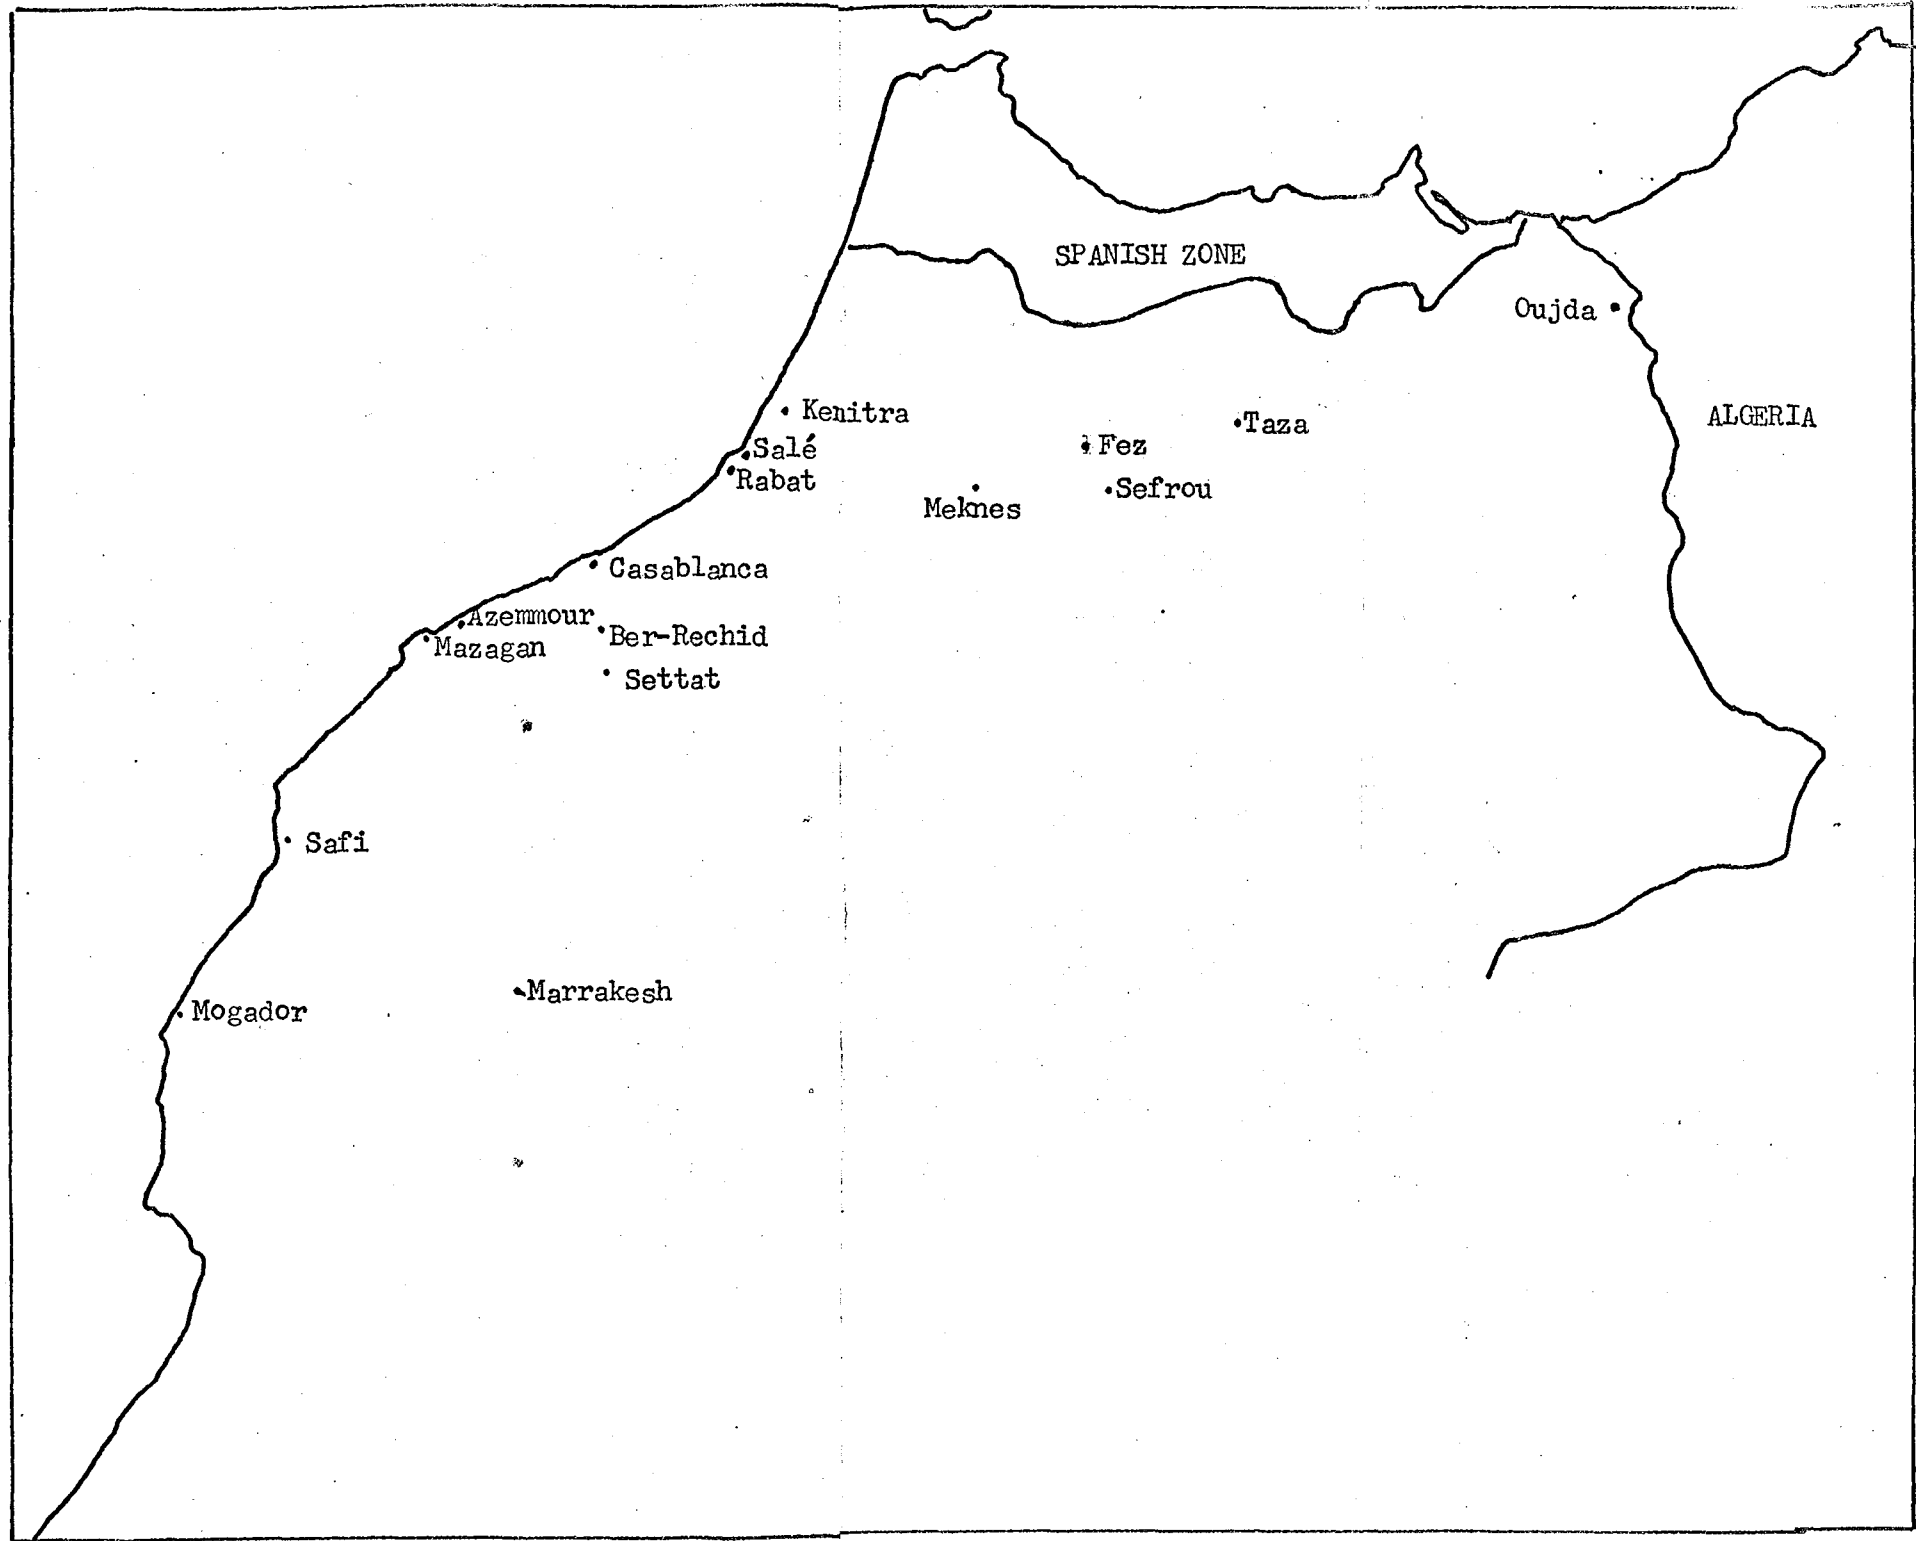 SPANISH ZONE
Oujda
Kenitra
ALGERIA
Taza
Salé
Fez
Rabat
Sefrou
Meknes
Casablanca
Azemmour
Ber-Rechid
Mazagan
Settat
Safi
Marrakesh
Mogador